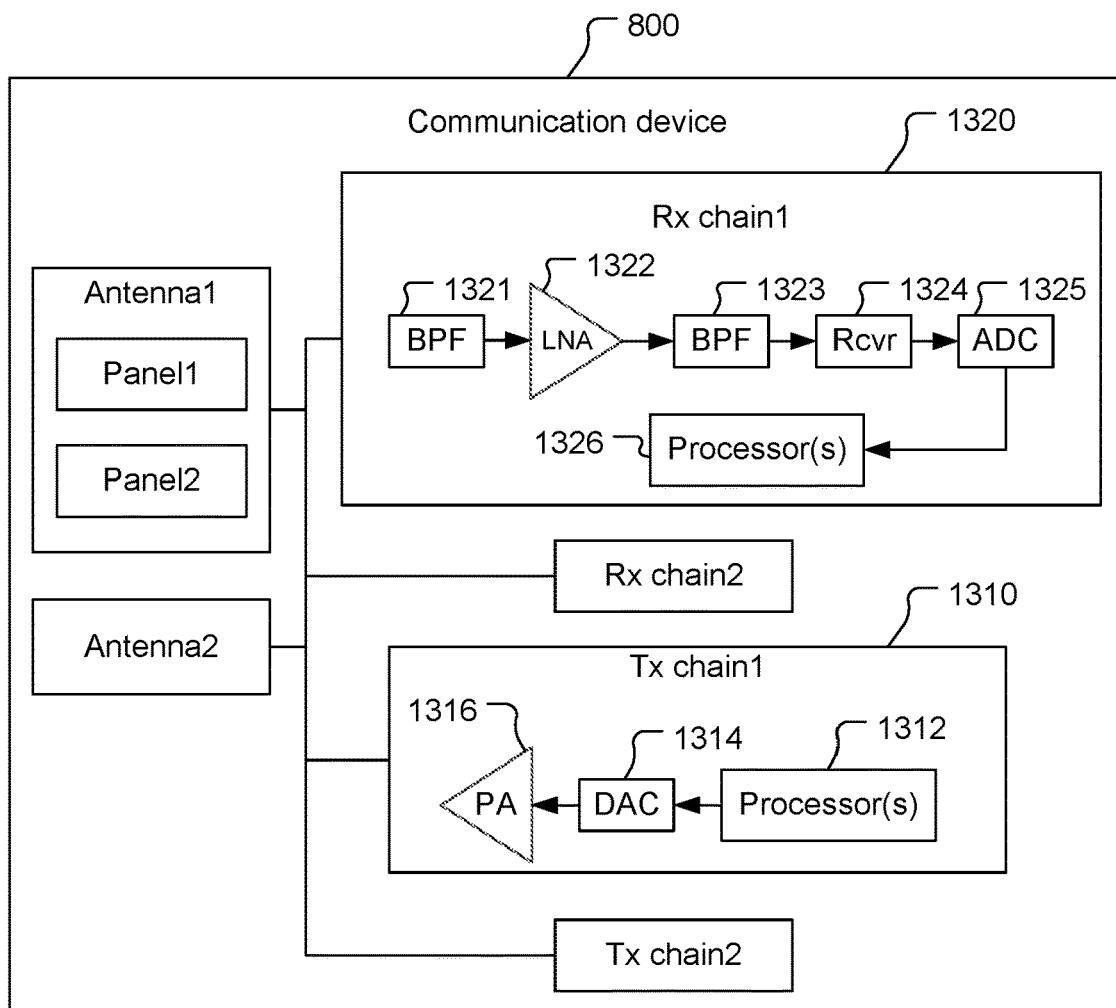 800
Communication device
1320
Rx chain1
1321
1322
1323
1324
1325
BPF
LNA
BPF
Rcvr
ADC
1326
Processor(s)
Antenna1
Panel1
Panel2
Rx chain2
Antenna2
1310
Tx chain1
1316
1314
1312
PA
DAC
Processor(s)
Tx chain2